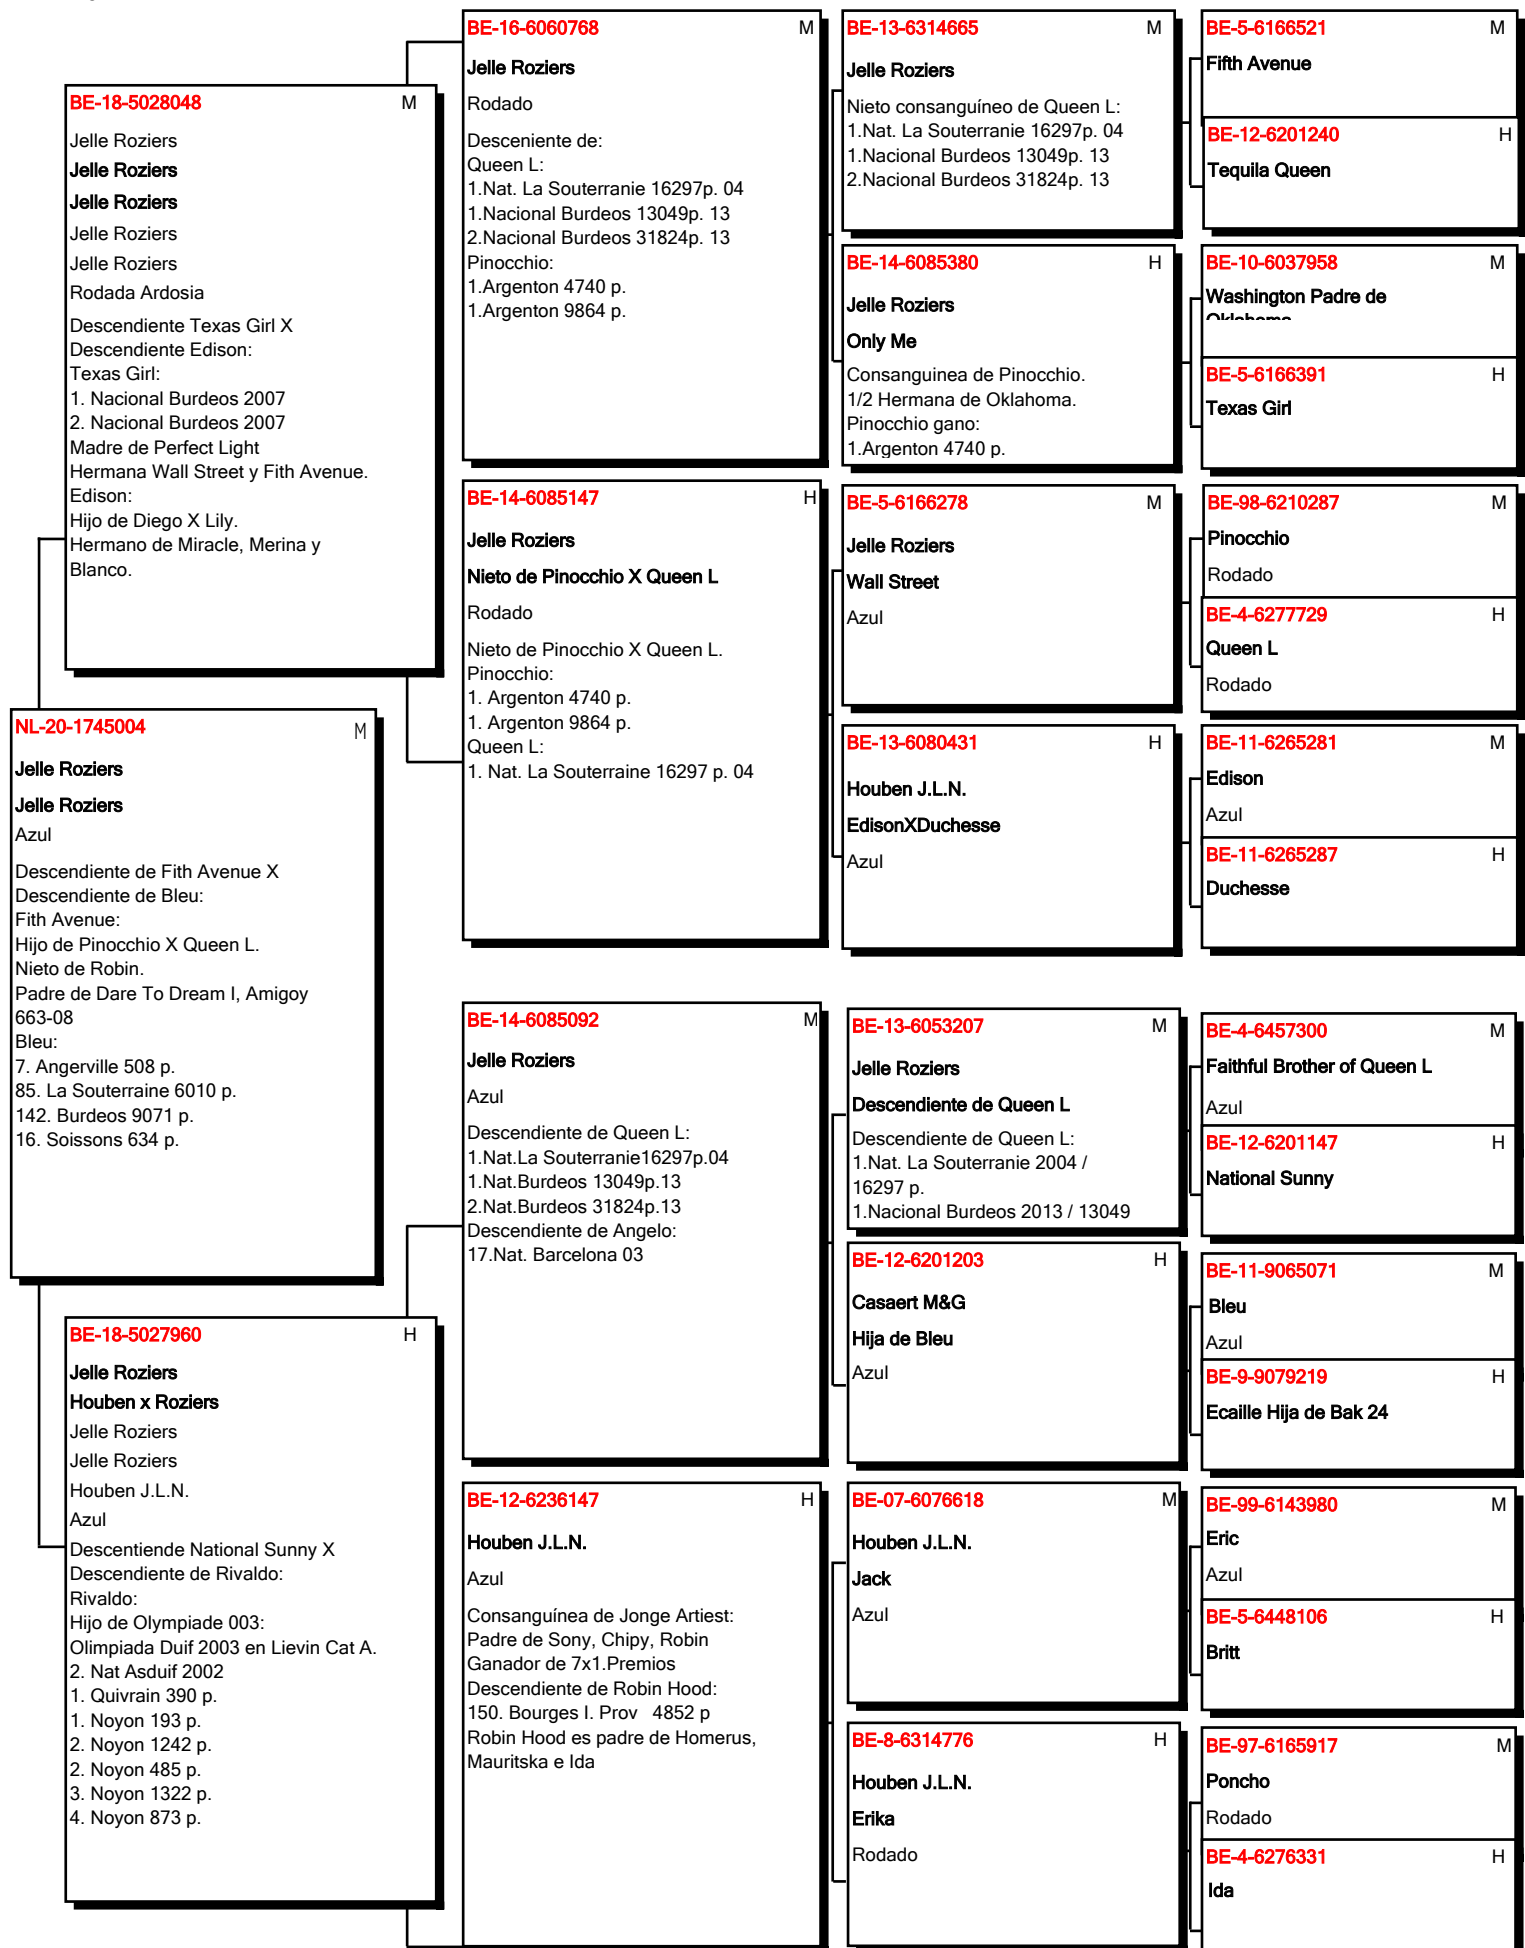 BE-18-5028048 M
Jelle Roziers
Jelle Roziers
Jelle Roziers
Jelle Roziers
Jelle Roziers
Rodada Ardosia
Descendiente Texas Girl X
Descendiente Edison:
Texas Girl:
1. Nacional Burdeos 2007
2. Nacional Burdeos 2007
Madre de Perfect Light
Hermana Wall Street y Fith Avenue.
Edison:
Hijo de Diego X Lily.
Hermano de Miracle, Merina y
Blanco.
NL-20-1745004 M
Jelle Roziers
Jelle Roziers
Azul
Descendiente de Fith Avenue X
Descendiente de Bleu:
Fith Avenue:
Hijo de Pinocchio X Queen L.
Nieto de Robin.
Padre de Dare To Dream I, Amigoy
663-08
Bleu:
7. Angerville 508 p.
85. La Souterraine 6010 p.
142. Burdeos 9071 p.
16. Soissons 634 p.
BE-18-5027960 H
Jelle Roziers
Houben x Roziers
Jelle Roziers
Jelle Roziers
Houben J.L.N.
Azul
Descentiende National Sunny X
Descendiente de Rivaldo:
Rivaldo:
Hijo de Olympiade 003:
Olimpiada Duif 2003 en Lievin Cat A.
2. Nat Asduif 2002
1. Quivrain 390 p.
1. Noyon 193 p.
2. Noyon 1242 p.
2. Noyon 485 p.
3. Noyon 1322 p.
4. Noyon 873 p.
BE-16-6060768 M
Jelle Roziers
Rodado
Desceniente de:
Queen L:
1.Nat. La Souterranie 16297p. 04
1.Nacional Burdeos 13049p. 13
2.Nacional Burdeos 31824p. 13
Pinocchio:
1.Argenton 4740 p.
1.Argenton 9864 p.
BE-14-6085147 H
Jelle Roziers
Nieto de Pinocchio X Queen L
Rodado
Nieto de Pinocchio X Queen L.
Pinocchio:
1. Argenton 4740 p.
1. Argenton 9864 p.
Queen L:
1. Nat. La Souterraine 16297 p. 04
BE-14-6085092 M
Jelle Roziers
Azul
Descendiente de Queen L:
1.Nat.La Souterranie16297p.04
1.Nat.Burdeos 13049p.13
2.Nat.Burdeos 31824p.13
Descendiente de Angelo:
17.Nat. Barcelona 03
BE-12-6236147 H
Houben J.L.N.
Azul
Consanguínea de Jonge Artiest:
Padre de Sony, Chipy, Robin
Ganador de 7x1.Premios
Descendiente de Robin Hood:
150. Bourges I. Prov 4852 p
Robin Hood es padre de Homerus,
Mauritska e Ida
BE-13-6314665 M
Jelle Roziers
Nieto consanguíneo de Queen L:
1.Nat. La Souterranie 16297p. 04
1.Nacional Burdeos 13049p. 13
2.Nacional Burdeos 31824p. 13
BE-14-6085380 H
Jelle Roziers
Only Me
Consanguinea de Pinocchio.
1/2 Hermana de Oklahoma.
Pinocchio gano:
1.Argenton 4740 p.
BE-5-6166278 M
Jelle Roziers
Wall Street
Azul
BE-13-6080431 H
Houben J.L.N.
EdisonXDuchesse
Azul
BE-13-6053207 M
Jelle Roziers
Descendiente de Queen L
Descendiente de Queen L:
1.Nat. La Souterranie 2004 /
16297 p.
1.Nacional Burdeos 2013 / 13049
BE-12-6201203 H
Casaert M&G
Hija de Bleu
Azul
BE-07-6076618 M
Houben J.L.N.
Jack
Azul
BE-8-6314776 H
Houben J.L.N.
Erika
Rodado
BE-5-6166521 M
Fifth Avenue
BE-12-6201240 H
Tequila Queen
BE-10-6037958 M
Washington Padre de
Oklahoma
BE-5-6166391 H
Texas Girl
BE-98-6210287 M
Pinocchio
Rodado
BE-4-6277729 H
Queen L
Rodado
BE-11-6265281 M
Edison
Azul
BE-11-6265287 H
Duchesse
BE-4-6457300 M
Faithful Brother of Queen L
Azul
BE-12-6201147 H
National Sunny
BE-11-9065071 M
Bleu
Azul
BE-9-9079219 H
Ecaille Hija de Bak 24
BE-99-6143980 M
Eric
Azul
BE-5-6448106 H
Britt
BE-97-6165917 M
Poncho
Rodado
BE-4-6276331 H
Ida